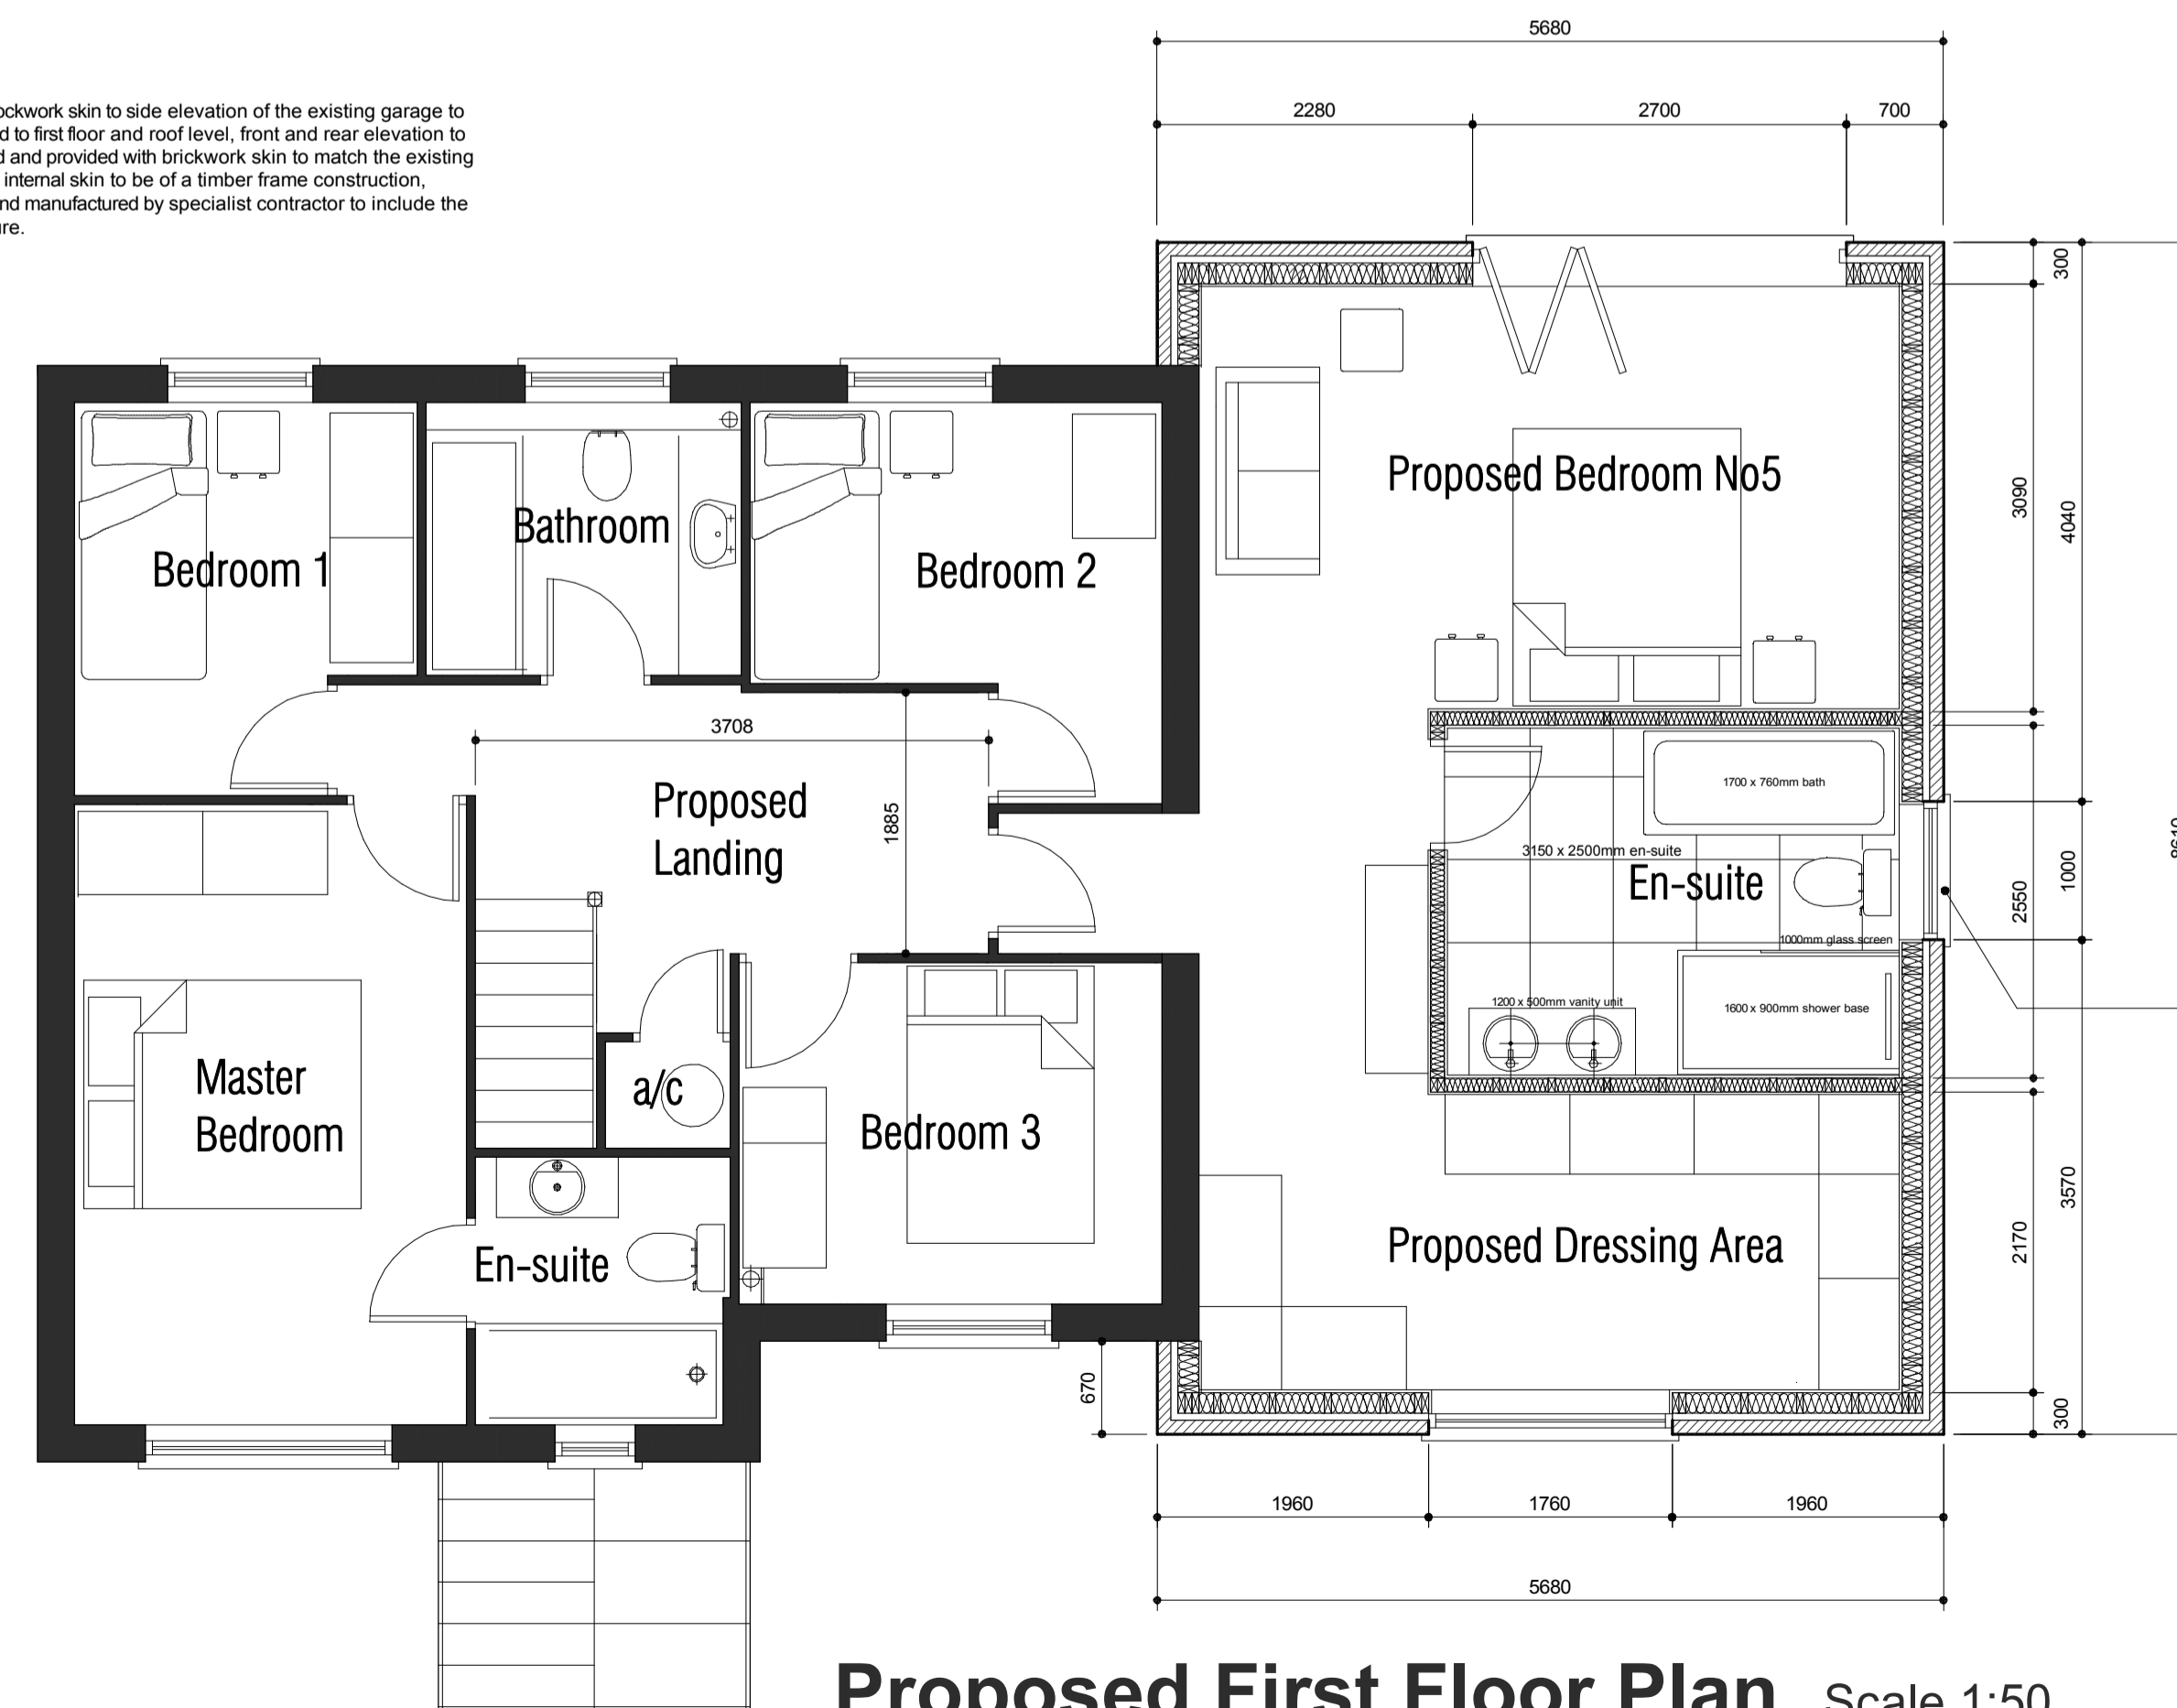 5680
2280
2700
700
ockwork skin to side elevation of the existing garage to
d to first floor and roof level, front and rear elevation to
d and provided with brickwork skin to match the existing
internal skin to be of a timber frame construction,
nd manufactured by specialist contractor to include the
ure.
300
3090
4040
Proposed Bedroom No5
Bedroom 1
Bathroom
Bedroom 2
3708
1885
Proposed
Landing
1700 x 760mm bath
3150 x 2500mm en-suite
En-suite
1000mm glass screen
1200 x 500mm vanity unit
1600 x 900mm shower base
1000
2550
8610
Master
Bedroom
a/c
Bedroom 3
En-suite
Proposed Dressing Area
2170
3570
670
300
1960
1760
1960
5680
Proposed First Floor Plan Scale 1:50